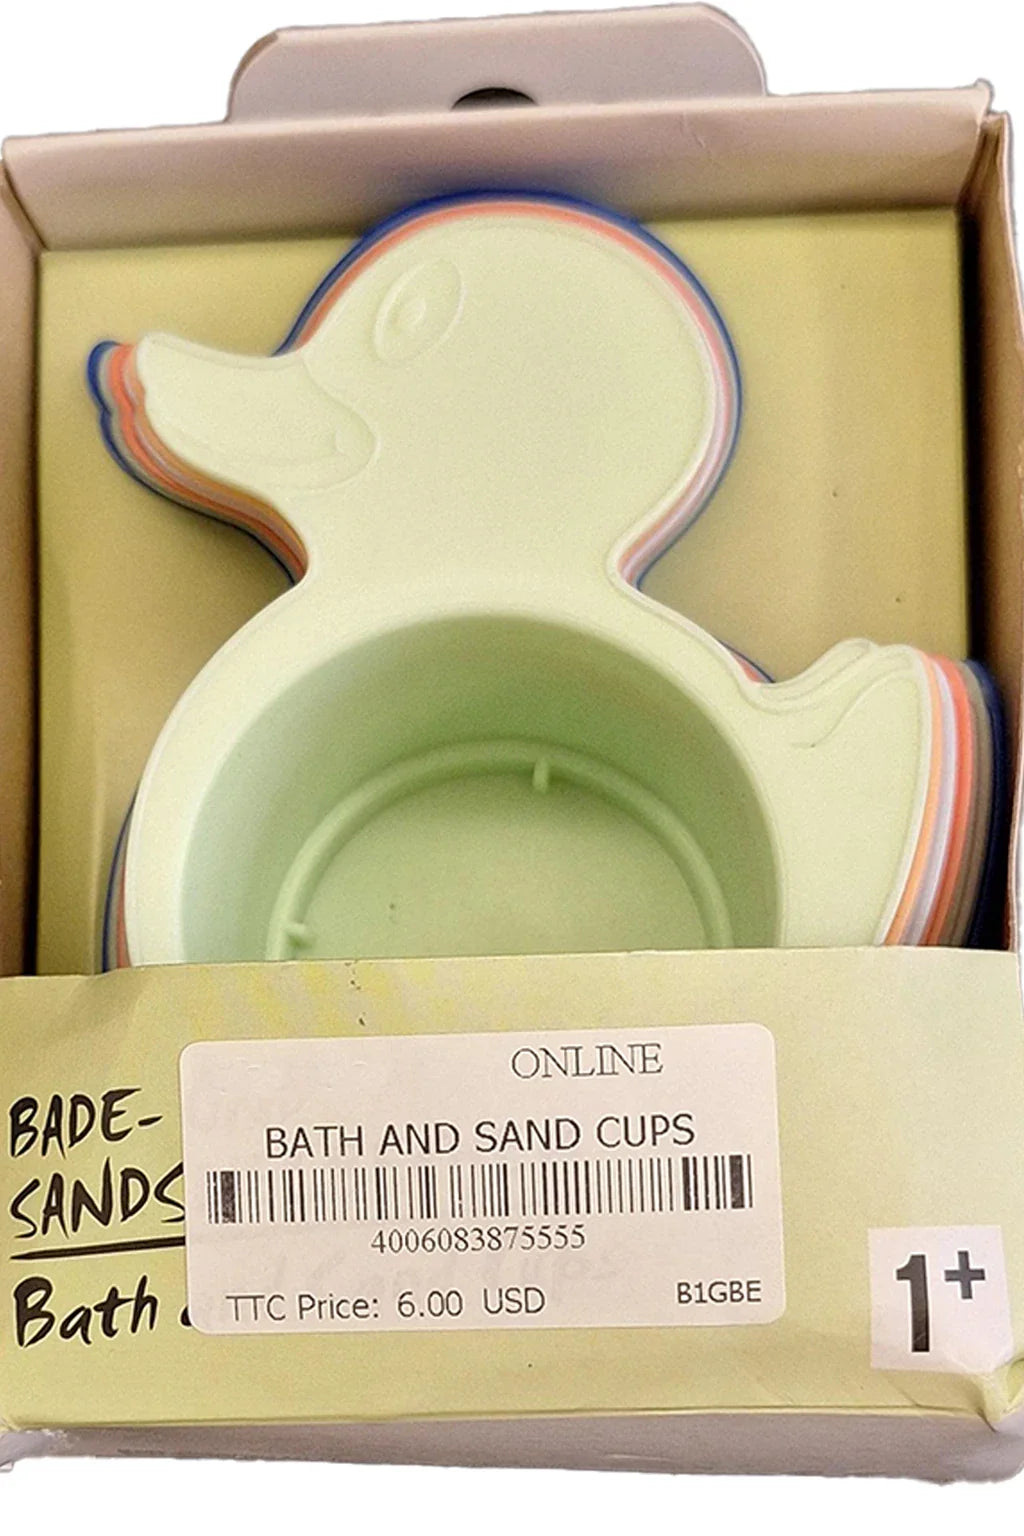 ONLINE
BATH AND SAND CUPS
4006083875555
TTC Price: 6.00 USD
B1GBE
BADE-
SANDS
Bath
1+